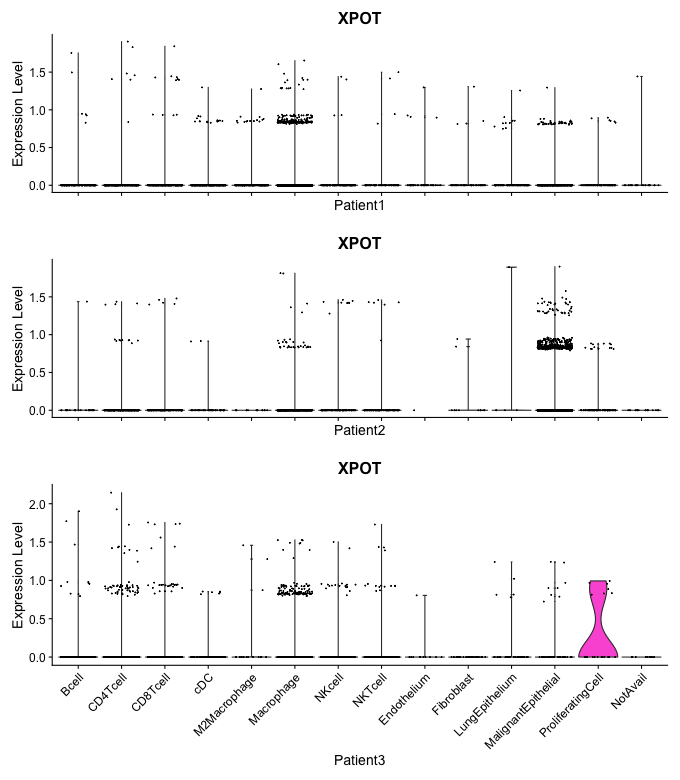 XPOT
Expression Level
1.5
1.0
0.5
0.0
Patient1
XPOT
Expression Level
1.5
1.0
0.5
0.0
Patient2
XPOT
Expression Level
2.0
1.5
1.0
0.5
0.0
Bcell
CD4Tcell
CD8Tcell
cDC
M2Macrophage
Macrophage
NKcell
NKTcell
Endothelium
Fibroblast
LungEpithelium
MalignantEpithelial
ProliferatingCell
NotAvail
Patient3